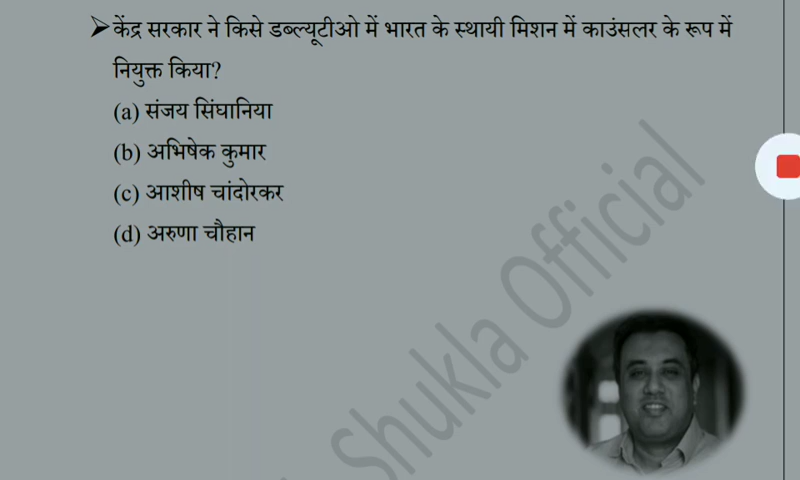 ➢केंद्र सरकार ने किसे डब्ल्यूटीओ में भारत के स्थायी मिशन में काउंसलर के रूप में
नियुक्त किया?
(a) संजय सिंघानिया
(b) अभिषेक कुमार
(c) आशीष चांदोरकर
(d) अरुणा चौहान
Shukla Official